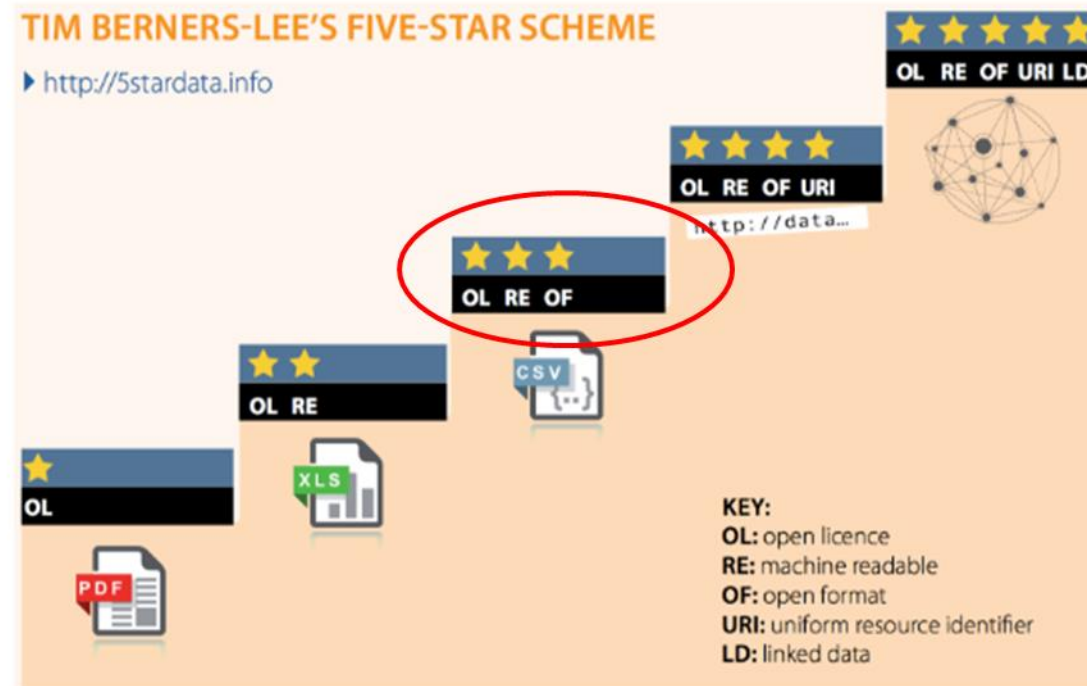 TIM BERNERS-LEE'S FIVE-STAR SCHEME
http://5stardata.info
OL RE OF URI LD
OL RE OF URI
http://data...
OL RE OF
CSV
{..}
OL RE
XLS
OL
PDF
KEY:
OL: open licence
RE: machine readable
OF: open format
URI: uniform resource identifier
LD: linked data